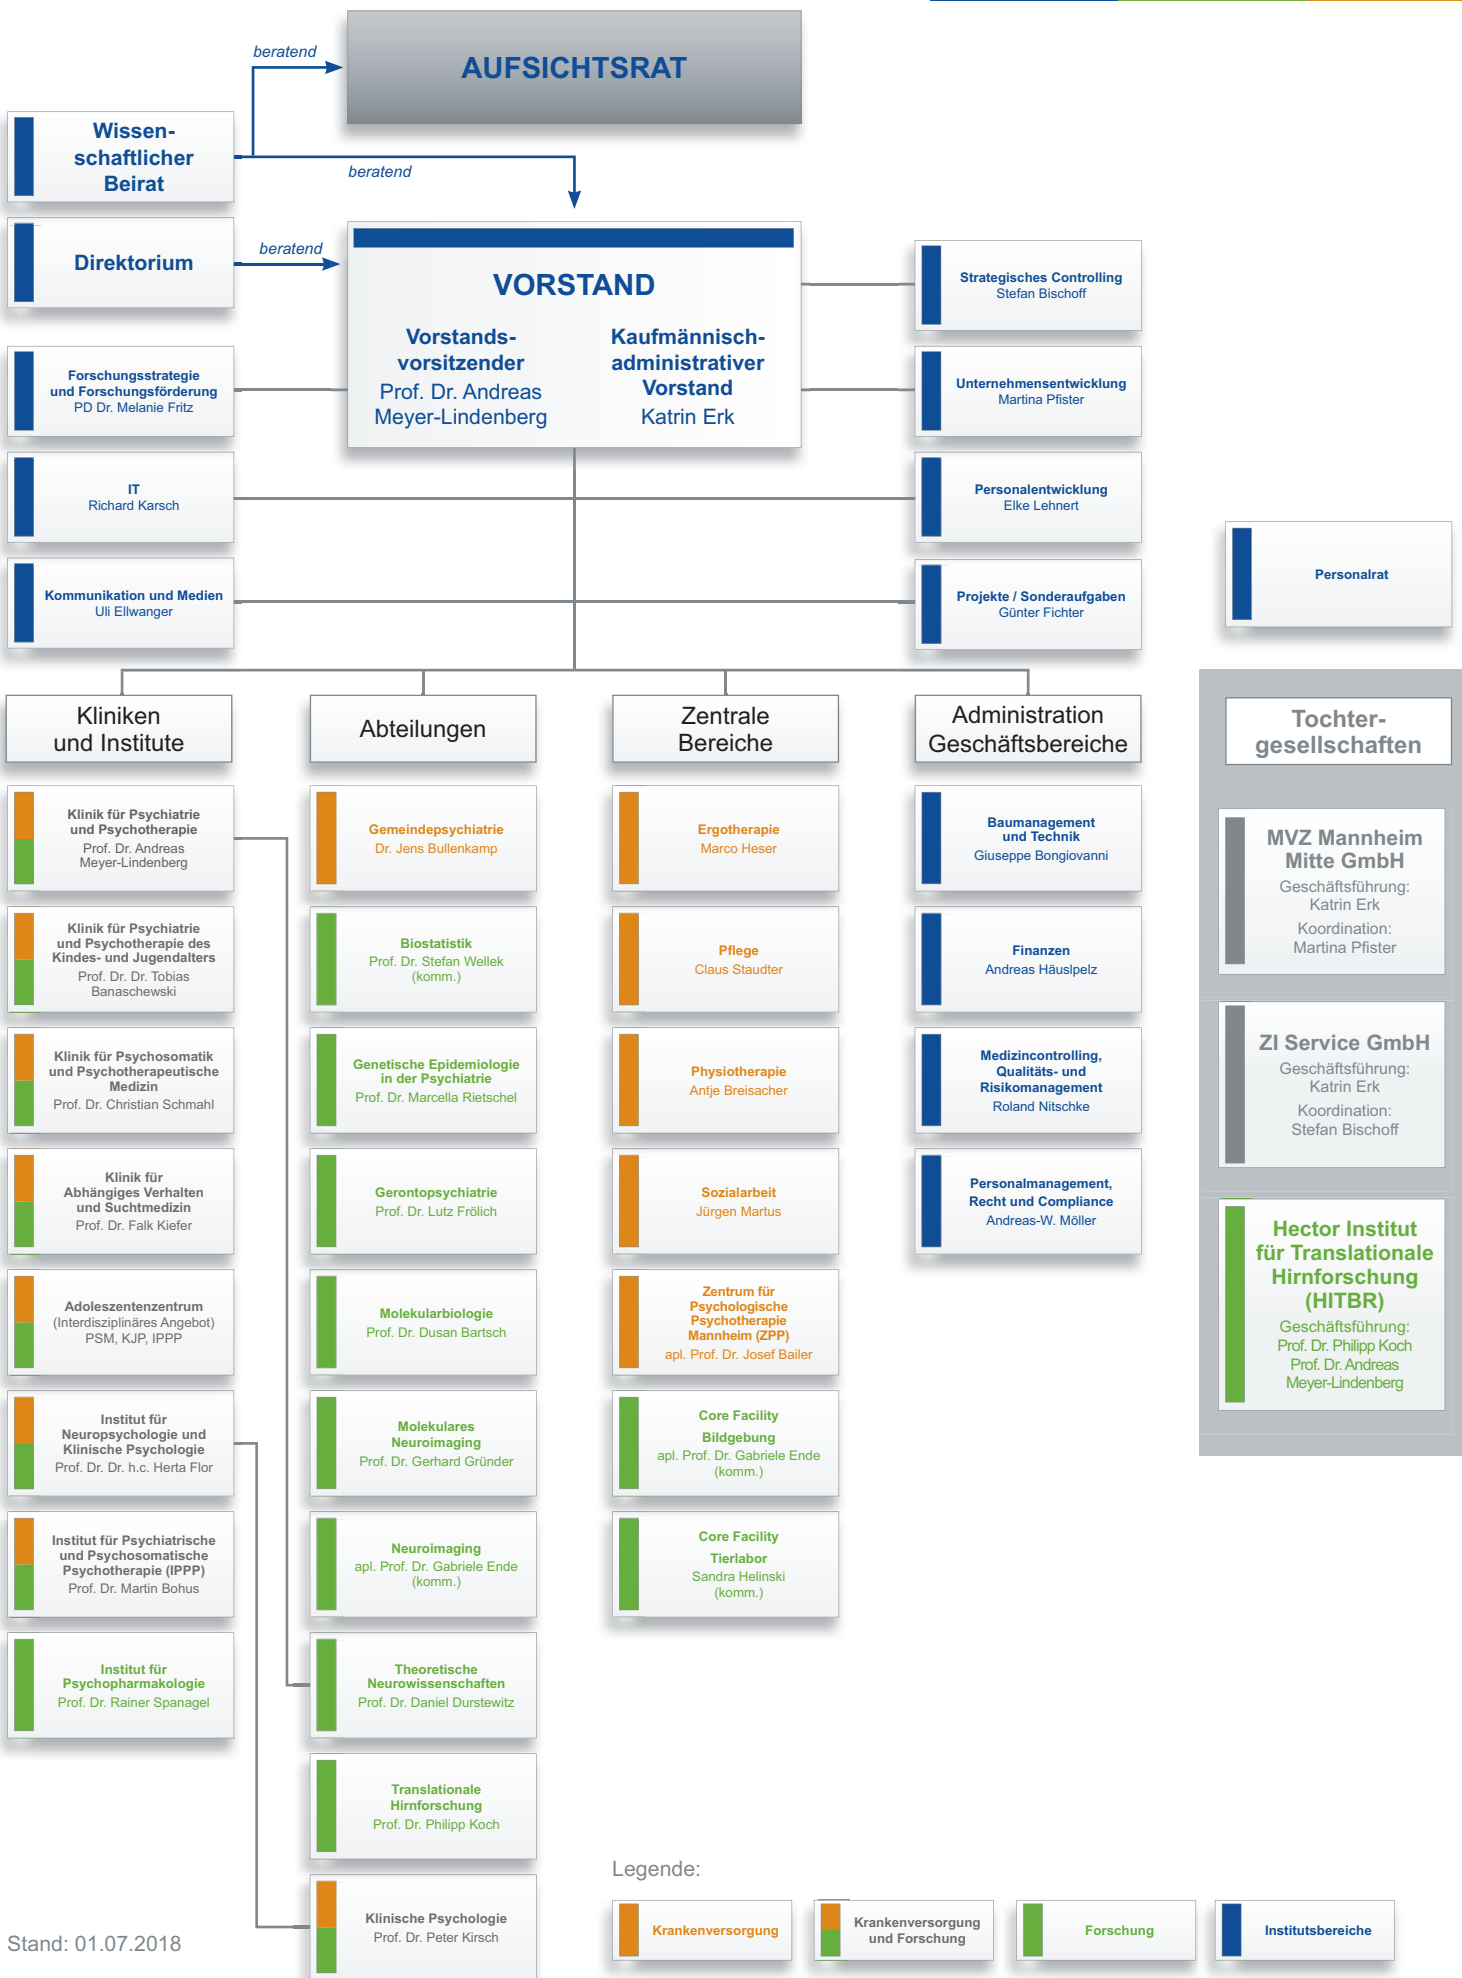 beratend
AUFSICHTSRAT
Wissen-
schaftlicher
Beirat
beratend
Direktorium
beratend
VORSTAND
Vorstands-
vorsitzender
Prof. Dr. Andreas
Meyer-Lindenberg
Kaufmännisch-
administrativer
Vorstand
Katrin Erk
Strategisches Controlling
Stefan Bischoff
Forschungsstrategie
und Forschungsförderung
PD Dr. Melanie Fritz
Unternehmensentwicklung
Martina Pfister
IT
Richard Karsch
Personalentwicklung
Elke Lehnert
Kommunikation und Medien
Uli Ellwanger
Projekte / Sonderaufgaben
Günter Fichter
Personalrat
Kliniken
und Institute
Klinik für Psychiatrie
und Psychotherapie
Prof. Dr. Andreas
Meyer-Lindenberg
Klinik für Psychiatrie
und Psychotherapie des
Kindes- und Jugendalters
Prof. Dr. Dr. Tobias
Banaschewski
Klinik für Psychosomatik
und Psychotherapeutische
Medizin
Prof. Dr. Christian Schmahl
Klinik für
Abhängiges Verhalten
und Suchtmedizin
Prof. Dr. Falk Kiefer
Adoleszentenzentrum
(Interdisziplinäres Angebot)
PSM, KJP, IPPP
Institut für
Neuropsychologie und
Klinische Psychologie
Prof. Dr. Dr. h.c. Herta Flor
Institut für Psychiatrische
und Psychosomatische
Psychotherapie (IPPP)
Prof. Dr. Martin Bohus
Institut für
Psychopharmakologie
Prof. Dr. Rainer Spanagel
Abteilungen
Gemeindepsychiatrie
Dr. Jens Bullenkamp
Biostatistik
Prof. Dr. Stefan Wellek
(komm.)
Genetische Epidemiologie
in der Psychiatrie
Prof. Dr. Marcella Rietschel
Gerontopsychiatrie
Prof. Dr. Lutz Frölich
Molekularbiologie
Prof. Dr. Dusan Bartsch
Molekulares
Neuroimaging
Prof. Dr. Gerhard Gründer
Neuroimaging
apl. Prof. Dr. Gabriele Ende
(komm.)
Theoretische
Neurowissenschaften
Prof. Dr. Daniel Durstewitz
Translationale
Hirnforschung
Prof. Dr. Philipp Koch
Klinische Psychologie
Prof. Dr. Peter Kirsch
Zentrale
Bereiche
Ergotherapie
Marco Heser
Pflege
Claus Staudter
Physiotherapie
Antje Breisacher
Sozialarbeit
Jürgen Martus
Zentrum für
Psychologische
Psychotherapie
Mannheim (ZPP)
apl. Prof. Dr. Josef Bailer
Core Facility
Bildgebung
apl. Prof. Dr. Gabriele Ende
(komm.)
Core Facility
Tierlabor
Sandra Helinski
(komm.)
Administration
Geschäftsbereiche
Baumanagement
und Technik
Giuseppe Bongiovanni
Finanzen
Andreas Häuslpelz
Medizincontrolling,
Qualitäts- und
Risikomanagement
Roland Nitschke
Personalmanagement,
Recht und Compliance
Andreas-W. Möller
Tochter-
gesellschaften
MVZ Mannheim
Mitte GmbH
Geschäftsführung:
Katrin Erk
Koordination:
Martina Pfister
ZI Service GmbH
Geschäftsführung:
Katrin Erk
Koordination:
Stefan Bischoff
Hector Institut
für Translationale
Hirnforschung
(HITBR)
Geschäftsführung:
Prof. Dr. Philipp Koch
Prof. Dr. Andreas
Meyer-Lindenberg
Legende:
Krankenversorgung
Krankenversorgung
und Forschung
Forschung
Institutsbereiche
Stand: 01.07.2018